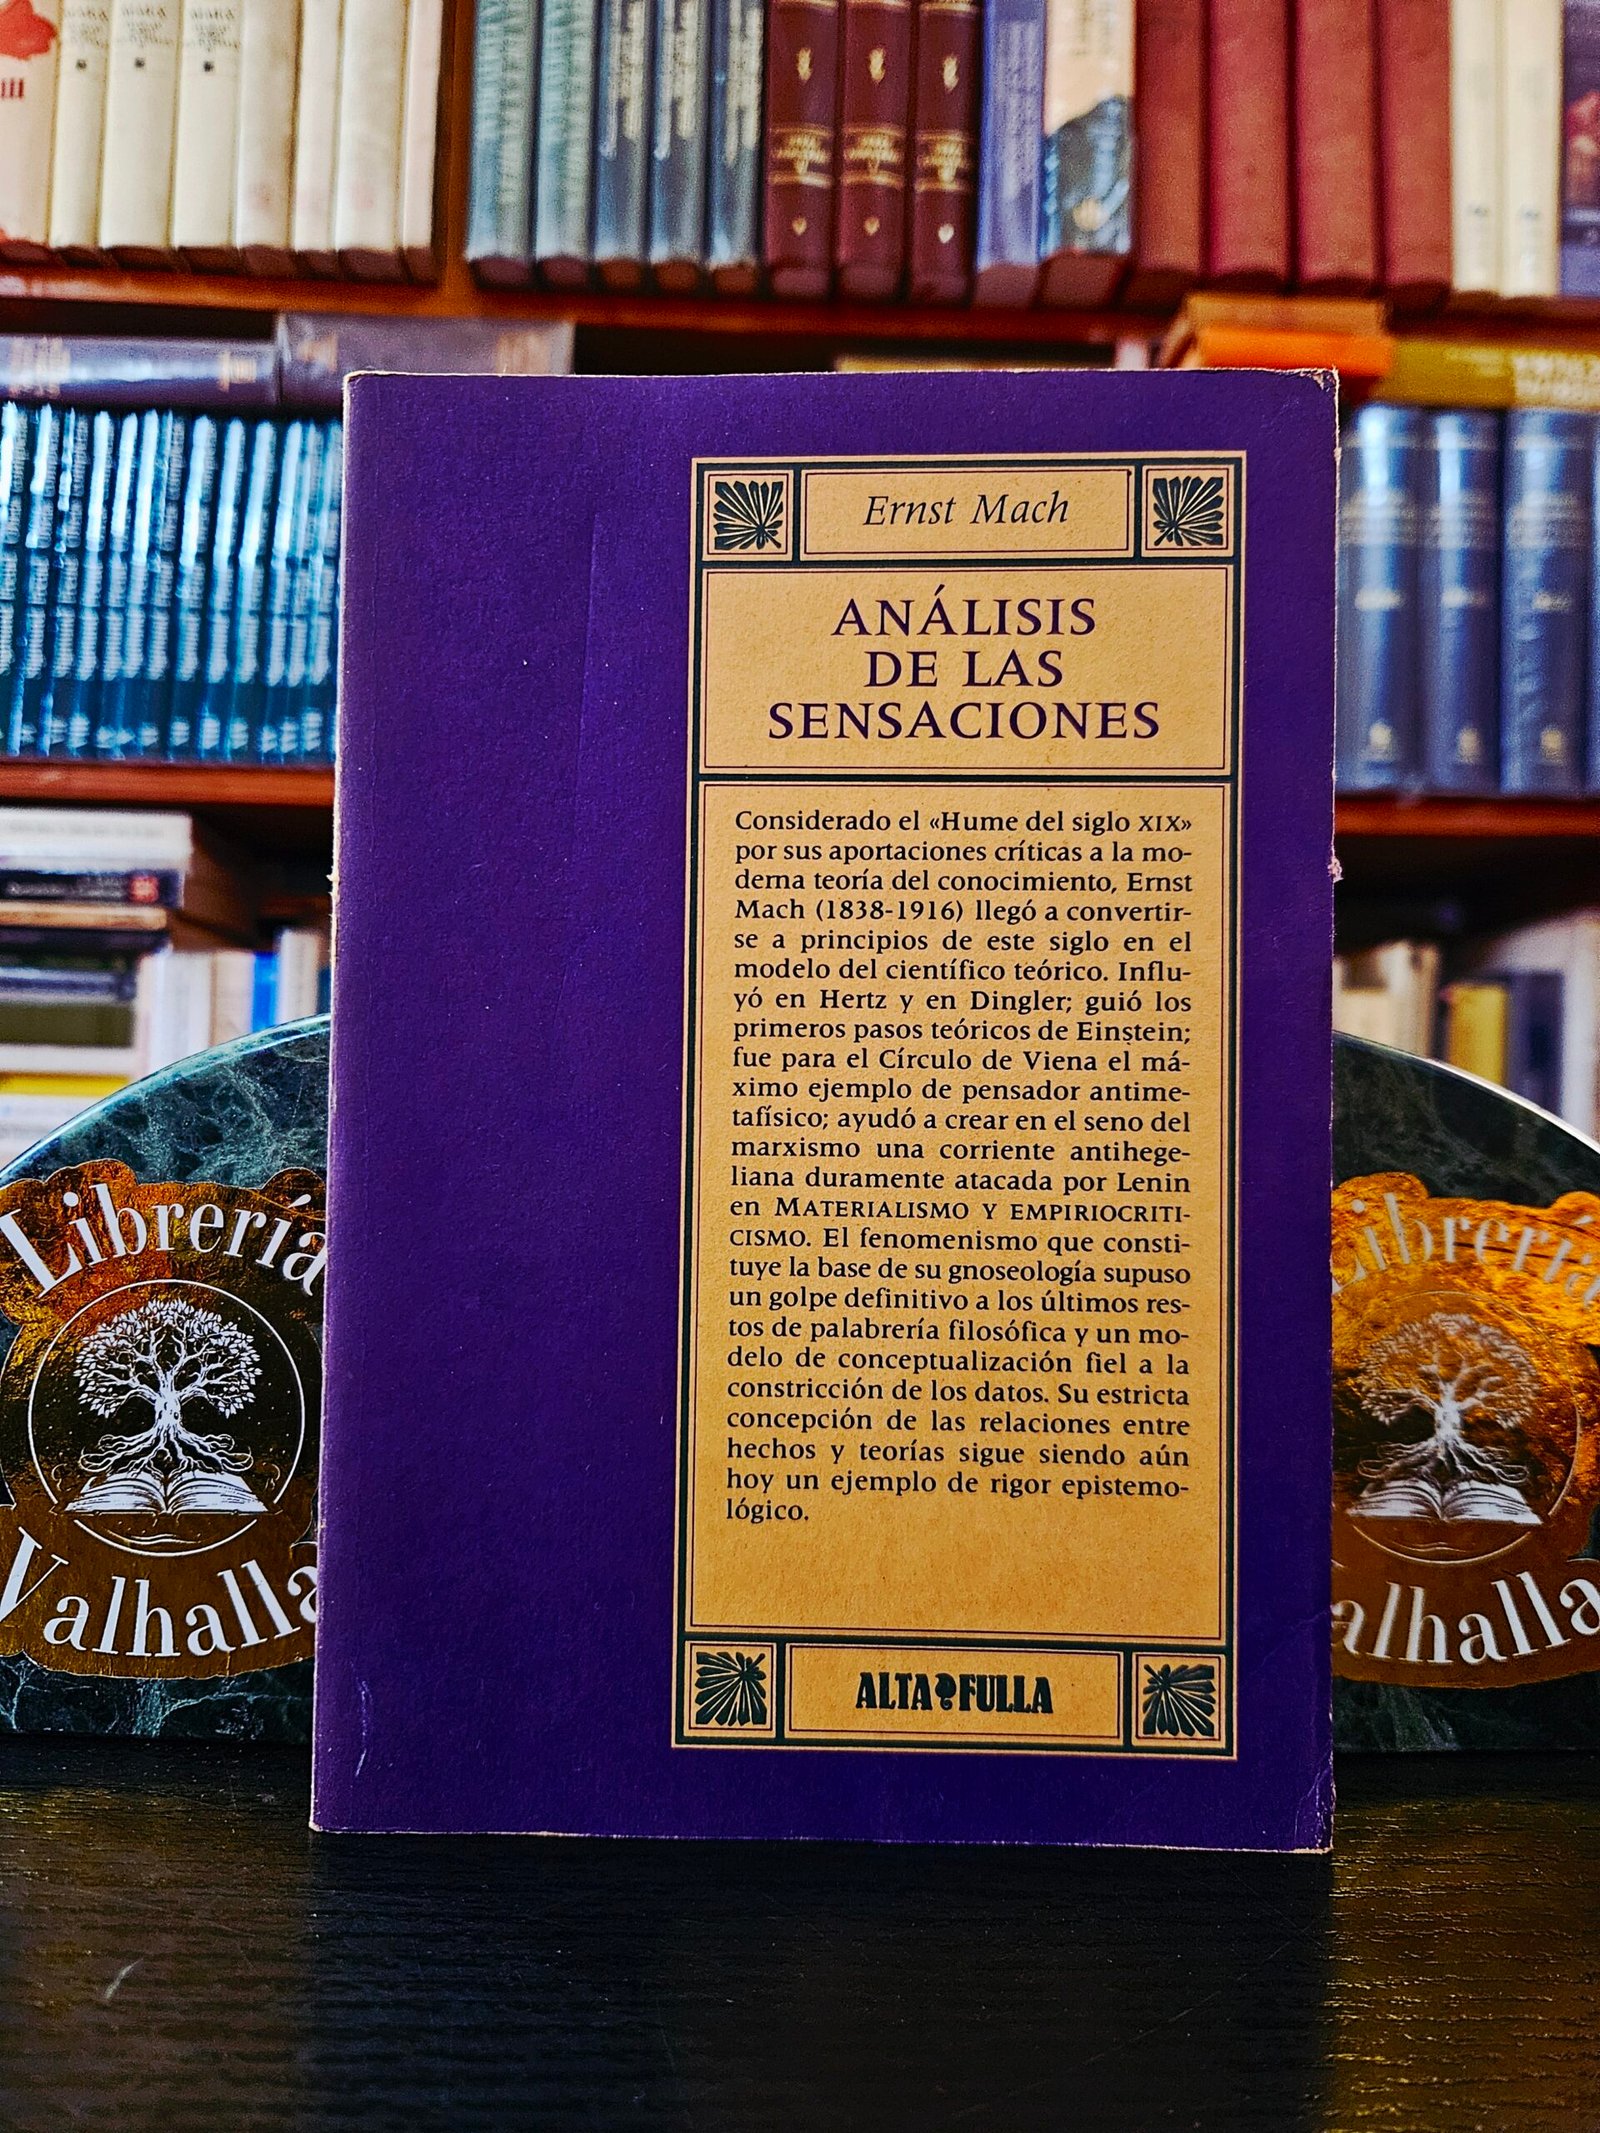 Ernst Mach
ANÁLISIS
DE LAS
SENSACIONES
Considerado el «Hume del siglo XIX»
por sus aportaciones críticas a la mo-
derna teoría del conocimiento, Ernst
Mach (1838-1916) llegó a convertir-
se a principios de este siglo en el
modelo del científico teórico. Influ-
yó en Hertz y en Dingler; guió los
primeros pasos teóricos de Einstein;
fue para el Círculo de Viena el má-
ximo ejemplo de pensador antime-
tafísico; ayudó a crear en el seno del
marxismo una corriente antihege-
liana duramente atacada por Lenin
en MATERIALISMO Y EMPIRIOCRITI-
CISMO. El fenomenismo que consti-
tuye la base de su gnoseología supuso
un golpe definitivo a los últimos res-
tos de palabrería filosófica y un mo-
delo de conceptualización fiel a la
constricción de los datos. Su estricta
concepción de las relaciones entre
hechos y teorías sigue siendo aún
hoy un ejemplo de rigor epistemo-
lógico.
ALTA FULLA
Librería
Valhalla
Librería
alhalla